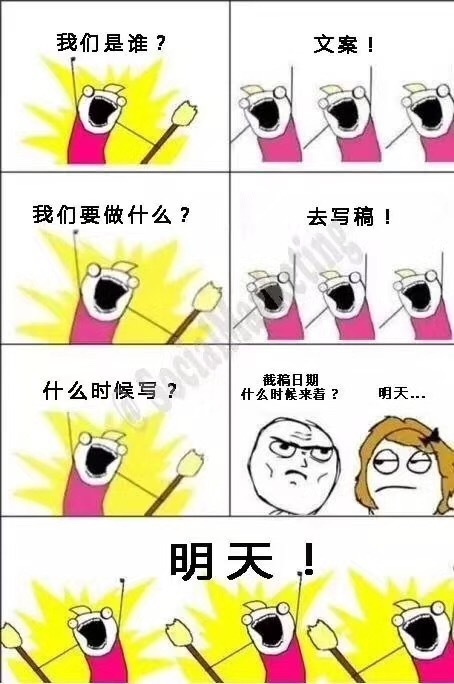 我们是谁？
文案！
我们要做什么？
去写稿！
什么时候写？
截稿日期
什么时候来着？
明天...
明天！
@SocialMarketing